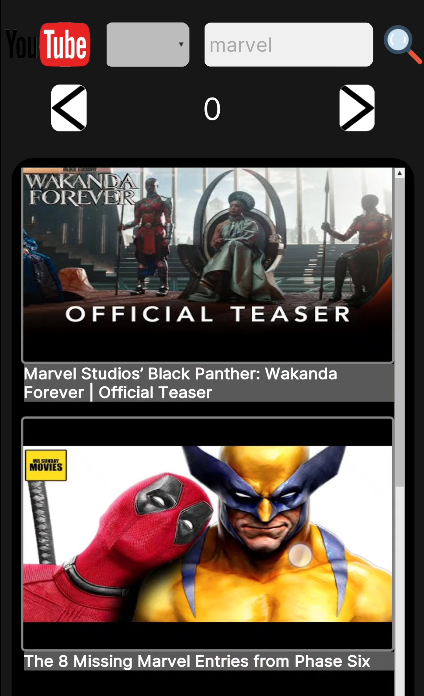 YouTube
marvel
0
WAKANDA
FOREVER
OFFICIAL TEASER
Marvel Studios’ Black Panther: Wakanda
Forever | Official Teaser
MR SUNDAY
MOVIES
The 8 Missing Marvel Entries from Phase Six